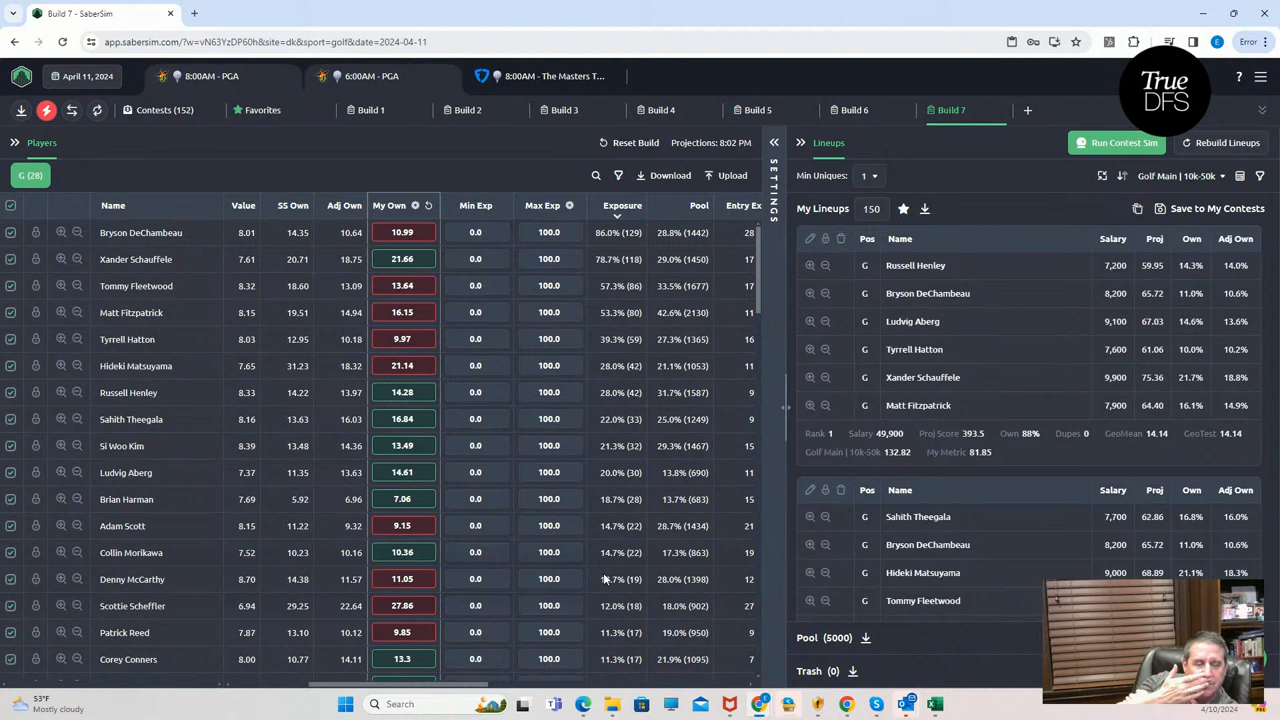 Build 7 - SaberSim
app.sabersim.com/?w=vN63YzDP60h&site=dk&sport=golf&date=2024-04-11
Error
True
DFS
April 11, 2024
8:00AM - PGA
6:00AM - PGA
8:00AM - The Masters T...
Contests (152)
Favorites
Build 1
Build 3
Build 4
Build 5
Build 6
Build 7
Players
Reset Build
Projections: 8:02 PM
SETTINGS
Lineups
Run Contest Sim
Rebuild Lineups
G (28)
Download
Upload
Min Uniques: 1
Golf Main | 10k-50k
Name Value SS Own Adj Own My Own Min Exp Max Exp Exposure Pool Entry Ex
Bryson DeChambeau 8.01 14.35 10.64 10.99 0.0 100.0 86.0% (129) 28.8% (1442) 28
Xander Schauffele 7.61 20.71 18.75 21.66 0.0 100.0 78.7% (118) 29.0% (1450) 17
Tommy Fleetwood 8.32 18.60 13.09 13.64 0.0 100.0 57.3% (86) 33.5% (1677) 10
Matt Fitzpatrick 8.15 19.51 14.94 16.15 0.0 100.0 53.3% (80) 42.6% (2130) 11
Tyrrell Hatton 8.03 12.95 10.18 9.97 0.0 100.0 39.3% (59) 27.3% (1365) 16
Hideki Matsuyama 7.65 31.23 18.32 21.14 0.0 100.0 28.0% (42) 21.1% (1053) 11
Russell Henley 8.33 14.22 13.97 14.28 0.0 100.0 28.0% (42) 31.7% (1587) 9
Sahith Theegala 8.16 13.63 16.01 16.84 0.0 100.0 22.0% (33) 25.0% (1249) 9
Si Woo Kim 8.39 13.48 14.36 13.49 0.0 100.0 21.3% (32) 29.3% (1467) 9
Ludvig Aberg 7.37 11.35 13.63 14.61 0.0 100.0 20.0% (30) 13.8% (690) 9
Brian Harman 7.69 5.92 6.96 7.06 0.0 100.0 18.7% (28) 13.7% (683) 15
Adam Scott 8.15 11.22 9.32 9.15 0.0 100.0 14.7% (22) 28.7% (1434) 21
Collin Morikawa 7.52 10.23 10.16 10.36 0.0 100.0 14.7% (22) 17.3% (863) 19
Denny McCarthy 8.70 14.38 11.57 11.05 0.0 100.0 28.0% (1398) 12
Scottie Scheffler 6.94 29.25 22.64 27.86 0.0 100.0 12.0% (18) 18.0% (902) 27
Patrick Reed 7.87 13.10 10.12 9.85 0.0 100.0 11.3% (17) 19.0% (950) 9
Corey Conners 8.00 10.77 14.11 13.3 0.0 100.0 11.3% (17) 21.9% (1095) 7
My Lineups 150
Save to My Contests
Pos Name Salary Proj Own Adj Own
G Russell Henley 7,200 59.95 14.3% 14.0%
G Bryson DeChambeau 8,200 65.72 11.0% 10.6%
G Ludvig Aberg 9,100 67.03 14.6% 13.6%
G Tyrrell Hatton 7,600 61.06 10.0% 10.2%
G Xander Schauffele 9,900 75.36 21.7% 18.8%
G Matt Fitzpatrick 7,900 64.40 16.1% 14.9%
Rank 1 Salary 49,900 Proj Score 393.5 Own 88% Dupes 0 GeoMean 14.14 GeoTest 14.14
Golf Main | 10k-50k 132.82 My Metric 81.85
Pos Name Salary Proj Own Adj Own
G Sahith Theegala 7,700 62.86 16.8% 16.0%
G Bryson DeChambeau 8,200 65.72 11.0% 10.6%
G Hideki Matsuyama 9,000 68.89 21.1% 18.3%
G Tommy Fleetwood
Pool (5000)
Trash (0)
53°F
Mostly cloudy
Search
4/10/2024